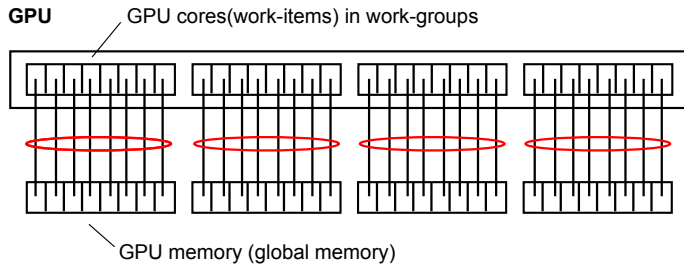 GPU
GPU cores(work-items) in work-groups
GPU memory (global memory)